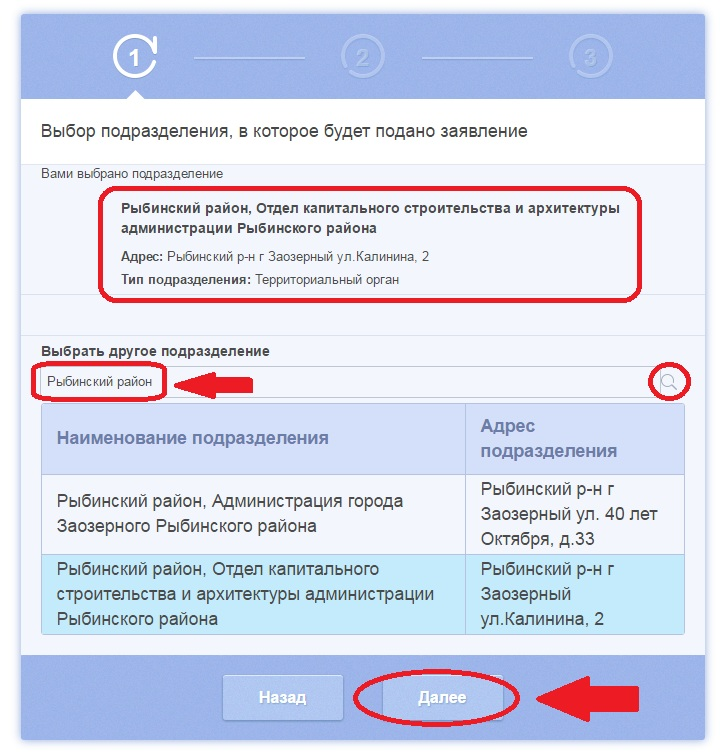 1
2
3
Выбор подразделения, в которое будет подано заявление
Вами выбрано подразделение
Рыбинский район, Отдел капитального строительства и архитектуры
администрации Рыбинского района
Адрес: Рыбинский р-н г Заозерный ул.Калинина, 2
Тип подразделения: Территориальный орган
Выбрать другое подразделение
Рыбинский район
Наименование подразделения
Адрес
подразделения
Рыбинский район, Администрация города
Заозерного Рыбинского района
Рыбинский р-н г
Заозерный ул. 40 лет
Октября, д.33
Рыбинский район, Отдел капитального
строительства и архитектуры администрации
Рыбинского района
Рыбинский р-н г
Заозерный
ул.Калинина, 2
Назад
Далее